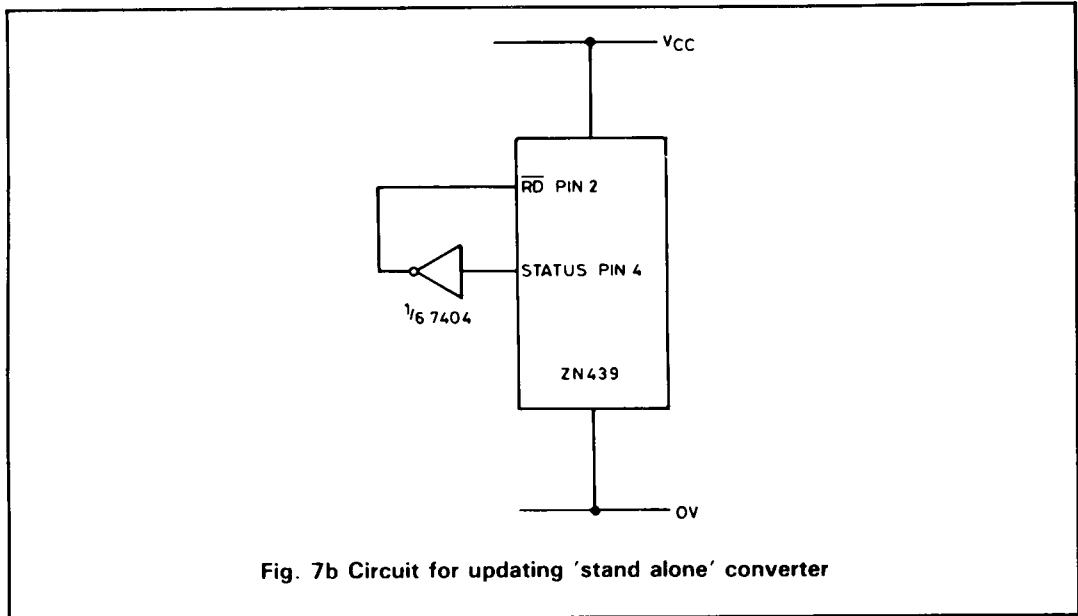 VCC
RD PIN 2
STATUS PIN 4
1/6 7404
ZN439
OV
Fig. 7b Circuit for updating 'stand alone' converter